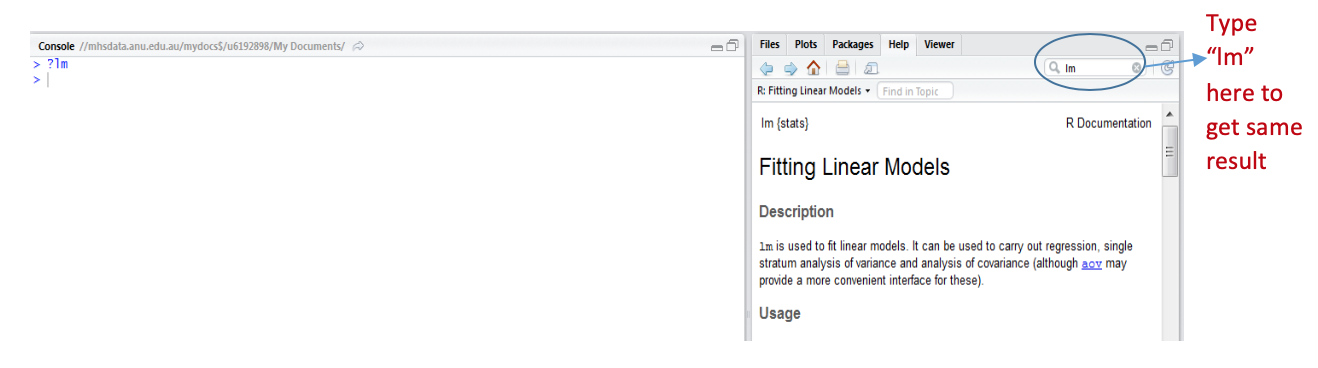 Console //mhsdata.anu.edu.au/mydocs$/u6192898/My Documents/
> ?lm
>
Files Plots Packages Help Viewer
lm
R: Fitting Linear Models Find in Topic
lm {stats} R Documentation
Fitting Linear Models
Description
lm is used to fit linear models. It can be used to carry out regression, single
stratum analysis of variance and analysis of covariance (although aov may
provide a more convenient interface for these).
Usage
Type
“lm”
here to
get same
result